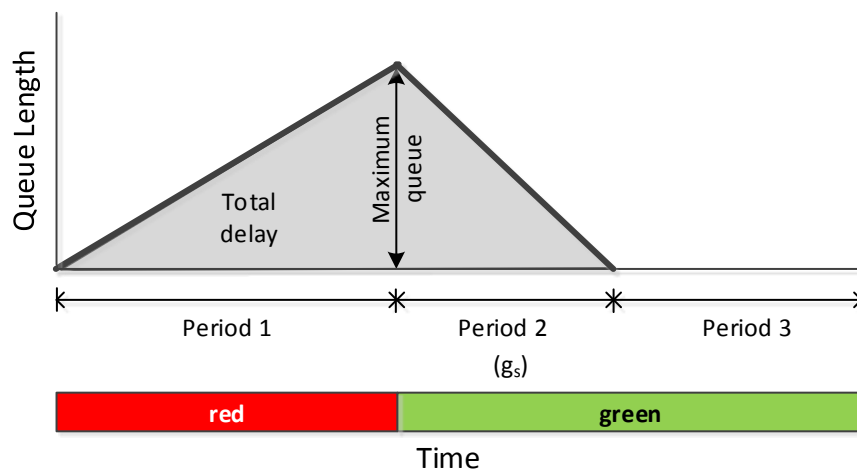 Queue Length
Total
delay
Maximum
queue
Period 1
Period 2
Period 3
(gs)
red
green
Time